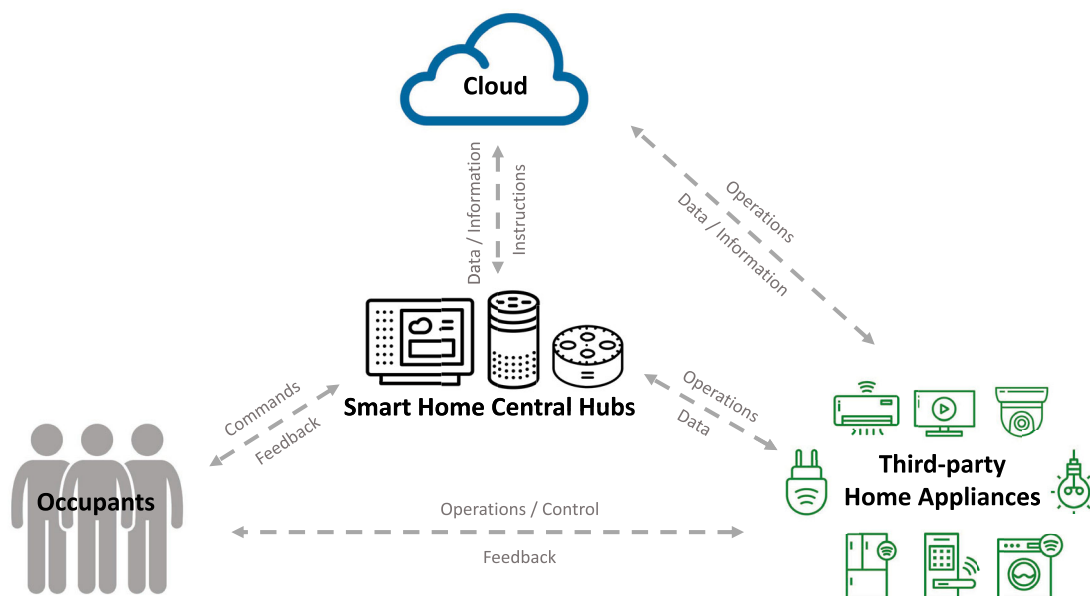 Cloud
Data / Information
Instructions
Operations
Data / Information
Smart Home Central Hubs
Commands
Feedback
Operations
Data
Occupants
Third-party
Home Appliances
Operations / Control
Feedback